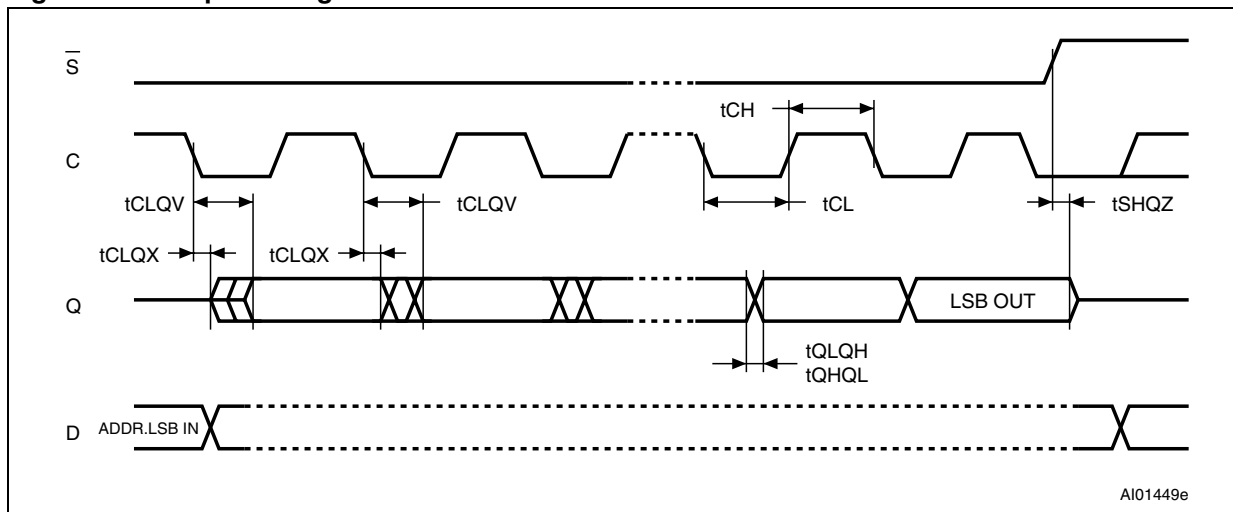 S
tCH
C
tCLQV
tCLQV
tCL
tSHQZ
tCLQX
tCLQX
Q
LSB OUT
tQLQH
tQHQL
D
ADDR.LSB IN
AI01449e